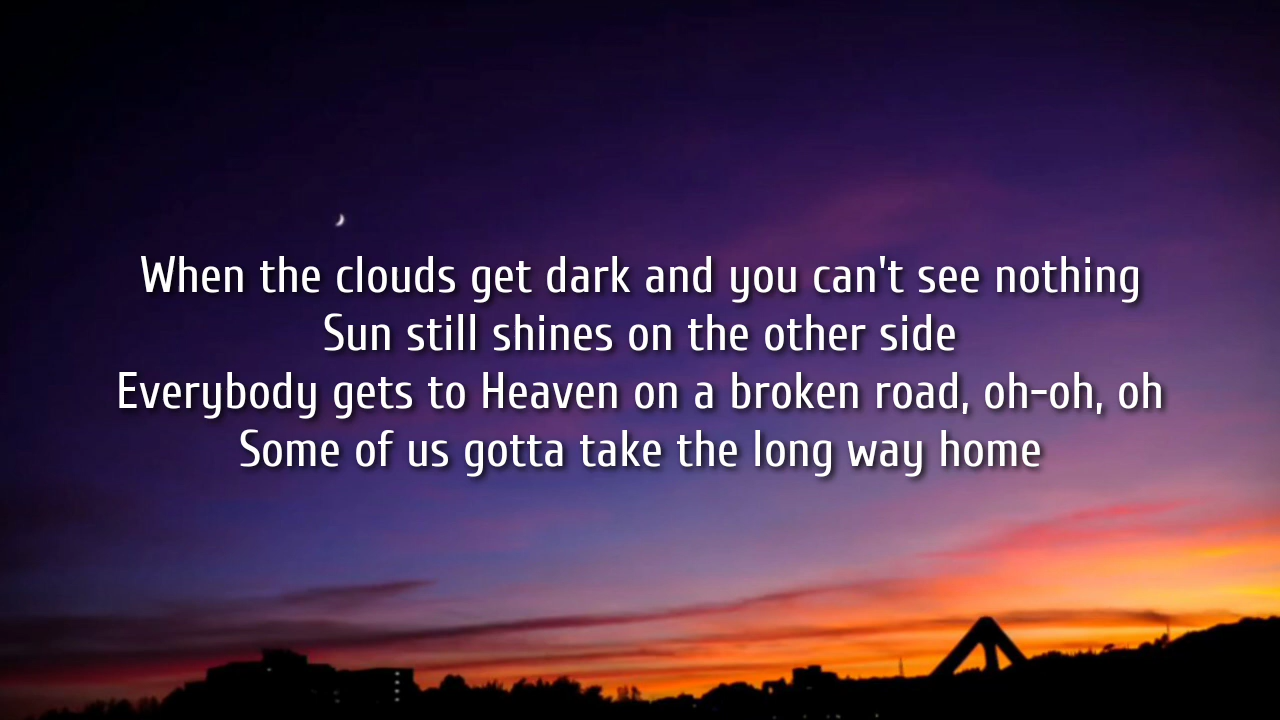 When the clouds get dark and you can't see nothing
Sun still shines on the other side
Everybody gets to Heaven on a broken road, oh-oh, oh
Some of us gotta take the long way home